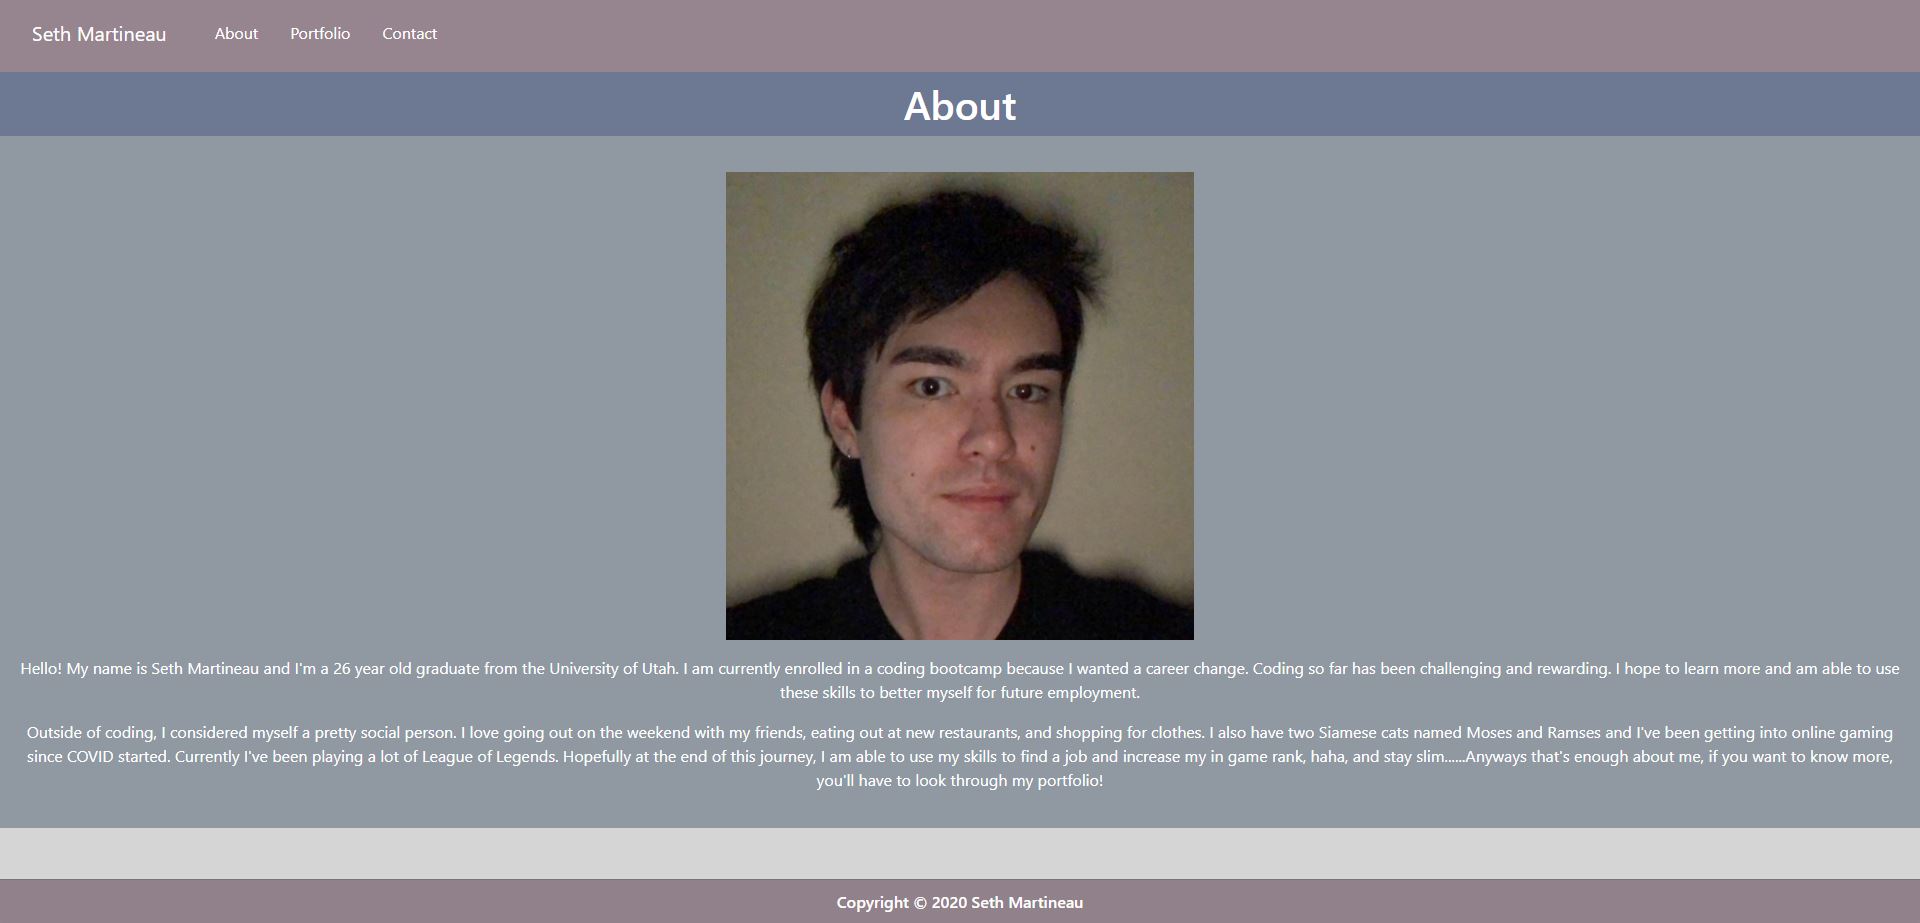 Seth Martineau About Portfolio Contact
About
Hello! My name is Seth Martineau and I'm a 26 year old graduate from the University of Utah. I am currently enrolled in a coding bootcamp because I wanted a career change. Coding so far has been challenging and rewarding. I hope to learn more and am able to use
these skills to better myself for future employment.
Outside of coding, I considered myself a pretty social person. I love going out on the weekend with my friends, eating out at new restaurants, and shopping for clothes. I also have two Siamese cats named Moses and Ramses and I've been getting into online gaming
since COVID started. Currently I've been playing a lot of League of Legends. Hopefully at the end of this journey, I am able to use my skills to find a job and increase my in game rank, haha, and stay slim......Anyways that's enough about me, if you want to know more,
you'll have to look through my portfolio!
Copyright © 2020 Seth Martineau